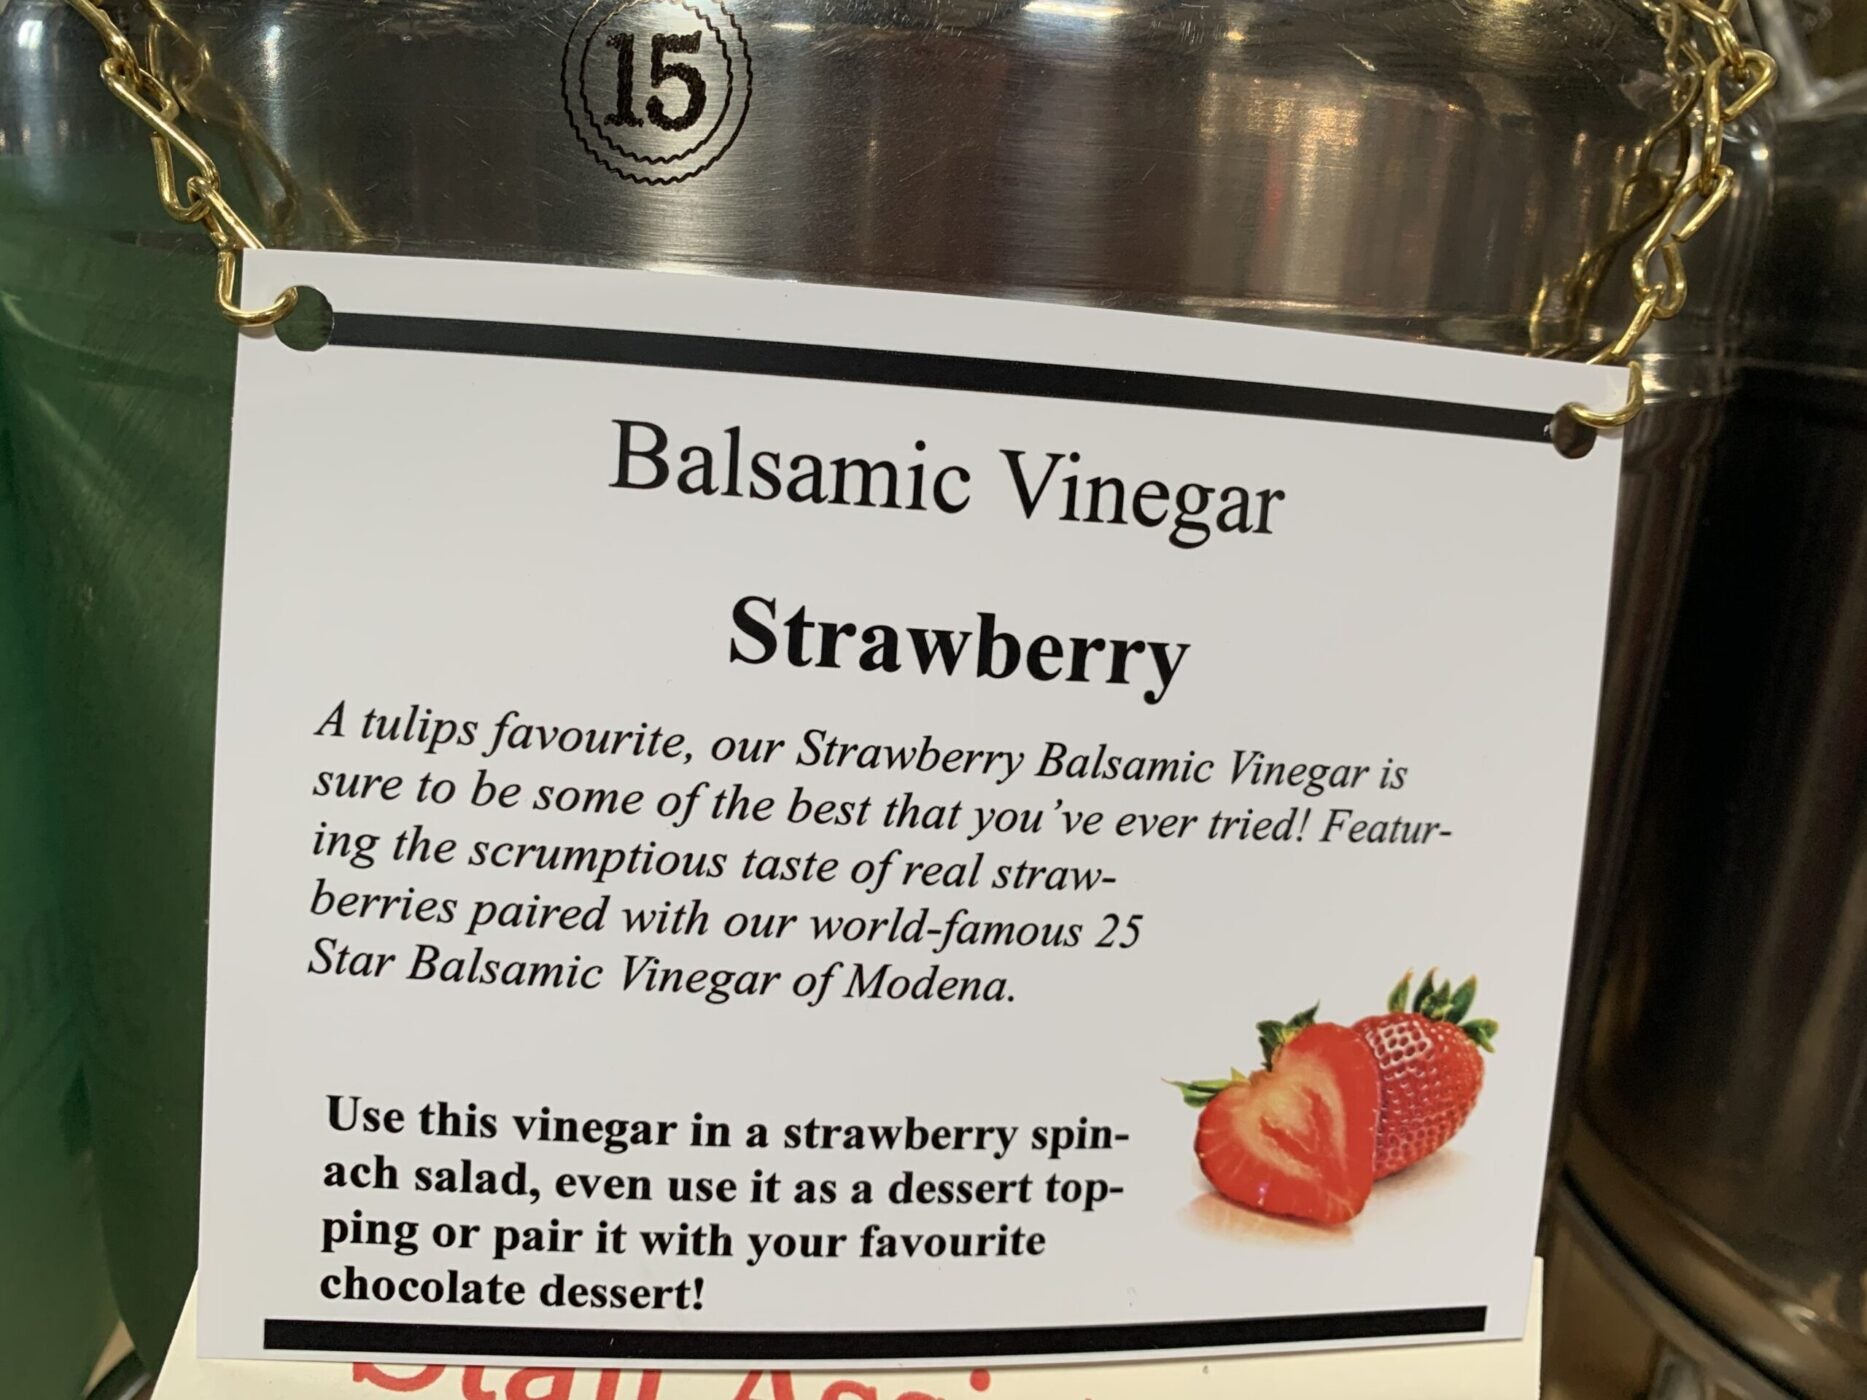 15
Balsamic Vinegar
Strawberry
A tulips favourite, our Strawberry Balsamic Vinegar is
sure to be some of the best that you've ever tried! Featur-
ing the scrumptious taste of real straw-
berries paired with our world-famous 25
Star Balsamic Vinegar of Modena.
Use this vinegar in a strawberry spin-
ach salad, even use it as a dessert top-
ping or pair it with your favourite
chocolate dessert!